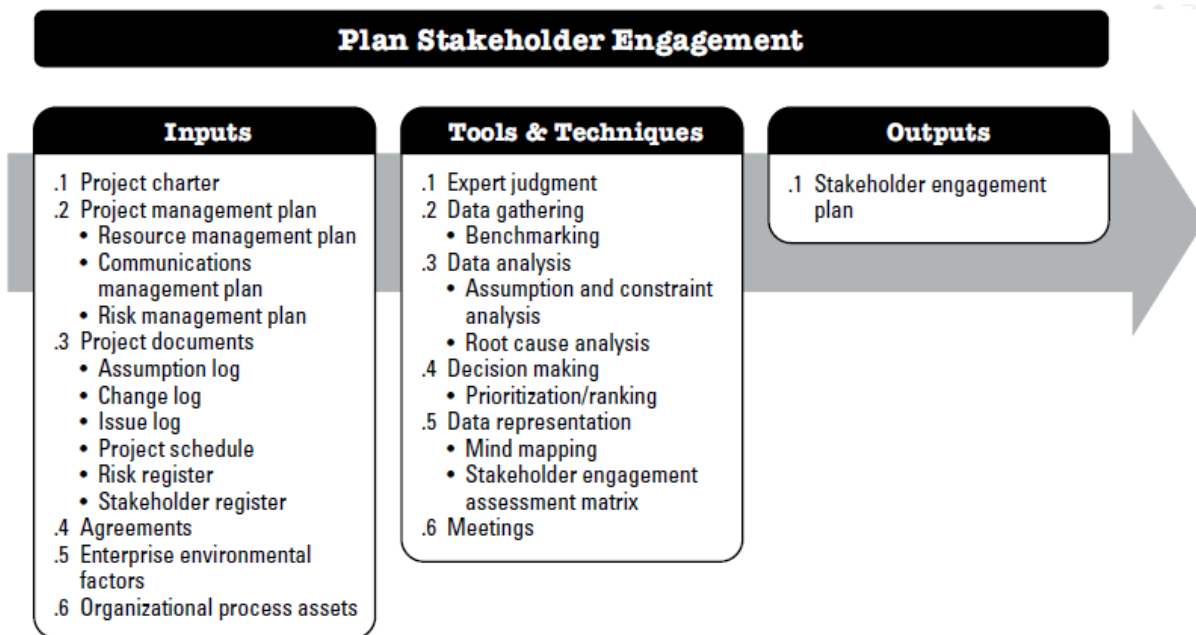 Plan Stakeholder Engagement
Inputs
.1 Project charter
.2 Project management plan
• Resource management plan
• Communications
management plan
• Risk management plan
.3 Project documents
• Assumption log
• Change log
• Issue log
• Project schedule
• Risk register
• Stakeholder register
.4 Agreements
.5 Enterprise environmental
factors
.6 Organizational process assets
Tools & Techniques
.1 Expert judgment
.2 Data gathering
• Benchmarking
.3 Data analysis
• Assumption and constraint
analysis
• Root cause analysis
.4 Decision making
• Prioritization/ranking
.5 Data representation
• Mind mapping
• Stakeholder engagement
assessment matrix
.6 Meetings
Outputs
.1 Stakeholder engagement
plan